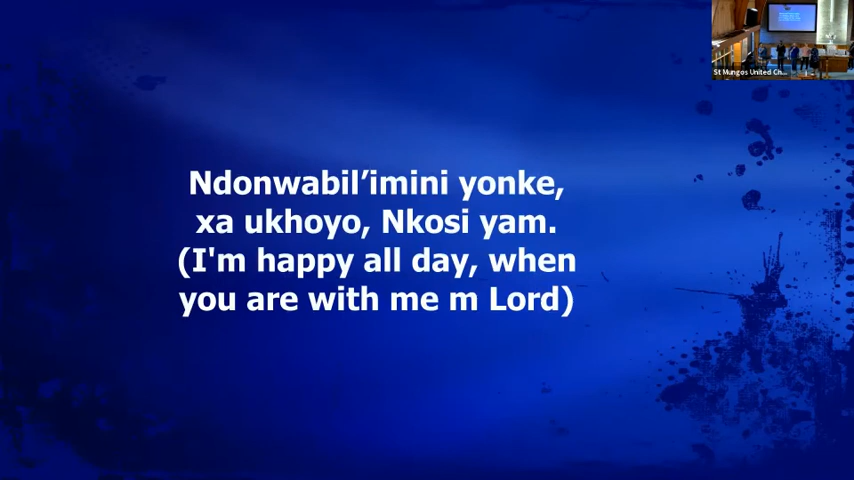 St Mungos United Ch...
Ndonwabil’imini yonke,
xa ukhoyo, Nkosi yam.
(I'm happy all day, when
you are with me m Lord)